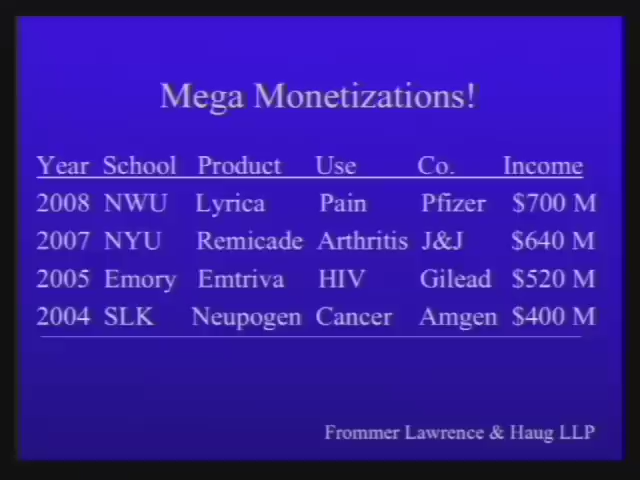 Mega Monetizations!
Year School Product Use Co. Income
2008 NWU Lyrica Pain Pfizer $700 M
2007 NYU Remicade Arthritis J&J $640 M
2005 Emory Emtriva HIV Gilead $520 M
2004 SLK Neupogen Cancer Amgen $400 M
Frommer Lawrence & Haug LLP